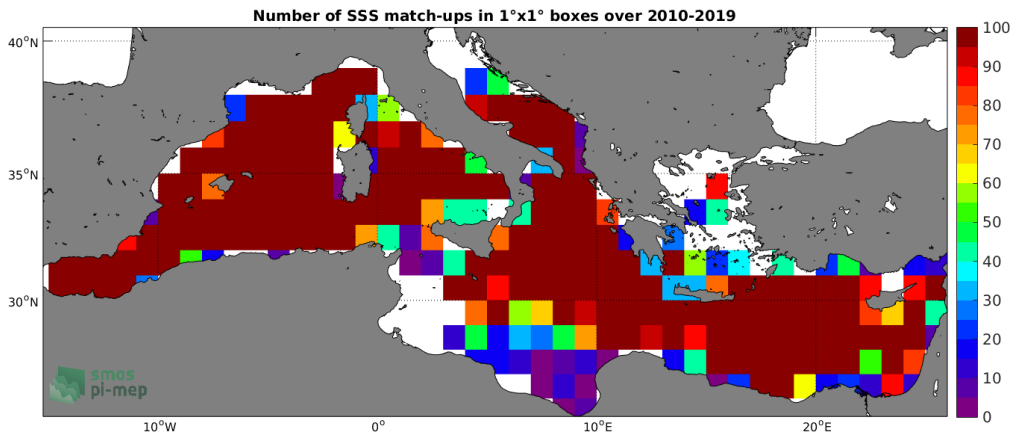 Number of SSS match-ups in 1°x1° boxes over 2010-2019
40°N
35°N
30°N
10°W
0°
10°E
20°E
100
90
80
70
60
50
40
30
20
10
0
smos
pi-mep